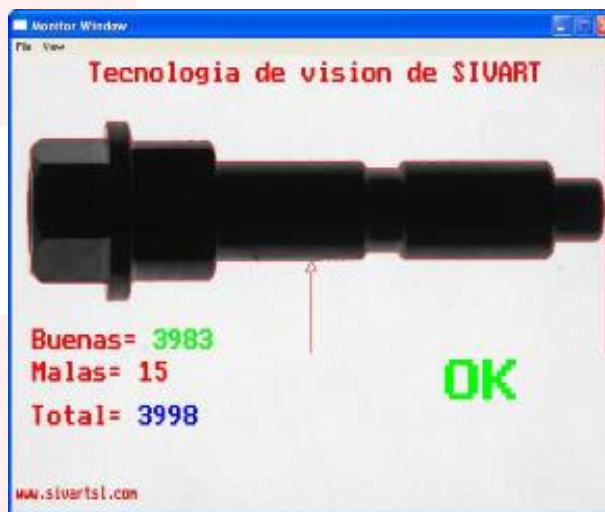 Monitor Window
File View
Tecnologia de vision de SIVART
Buenas= 3983
Malas= 15
OK
Total= 3998
www.sivartsl.com